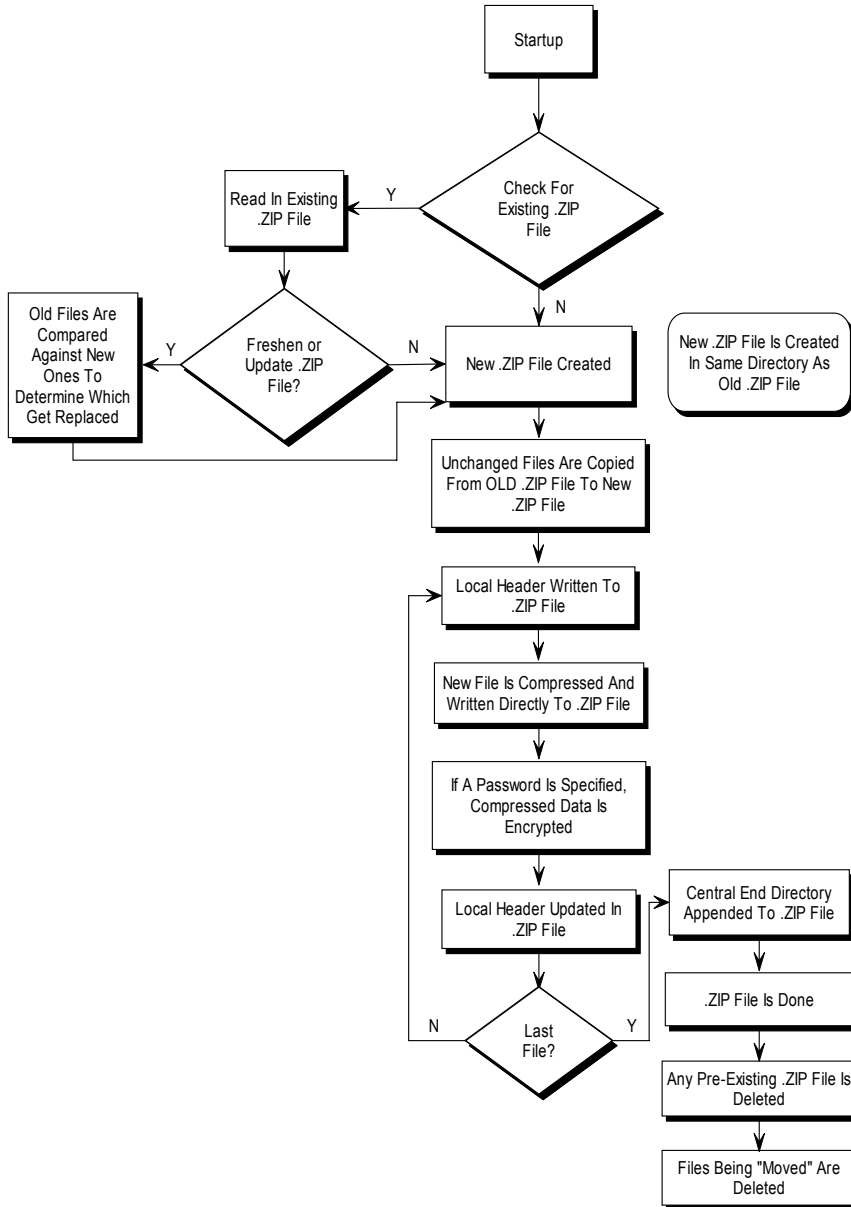 Startup
Check For
Existing .ZIP
File
Y
Read In Existing
.ZIP File
N
Old Files Are
Compared
Against New
Ones To
Determine Which
Get Replaced
Y
Freshen or
Update .ZIP
File?
N
New .ZIP File Created
New .ZIP File Is Created
In Same Directory As
Old .ZIP File
Unchanged Files Are Copied
From OLD .ZIP File To New
.ZIP File
Local Header Written To
.ZIP File
New File Is Compressed And
Written Directly To .ZIP File
If A Password Is Specified,
Compressed Data Is
Encrypted
Local Header Updated In
.ZIP File
N
Last
File?
Y
Central End Directory
Appended To .ZIP File
.ZIP File Is Done
Any Pre-Existing .ZIP File Is
Deleted
Files Being "Moved" Are
Deleted